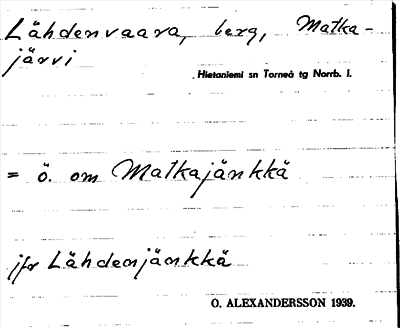 Lähdenvaara, berg, Matka-
järvi
Hietaniemi sn Torneå tg Norrb. l.
= ö. om Matkajänkkä
jfr Lähdenjänkkä
O. ALEXANDERSSON 1939.